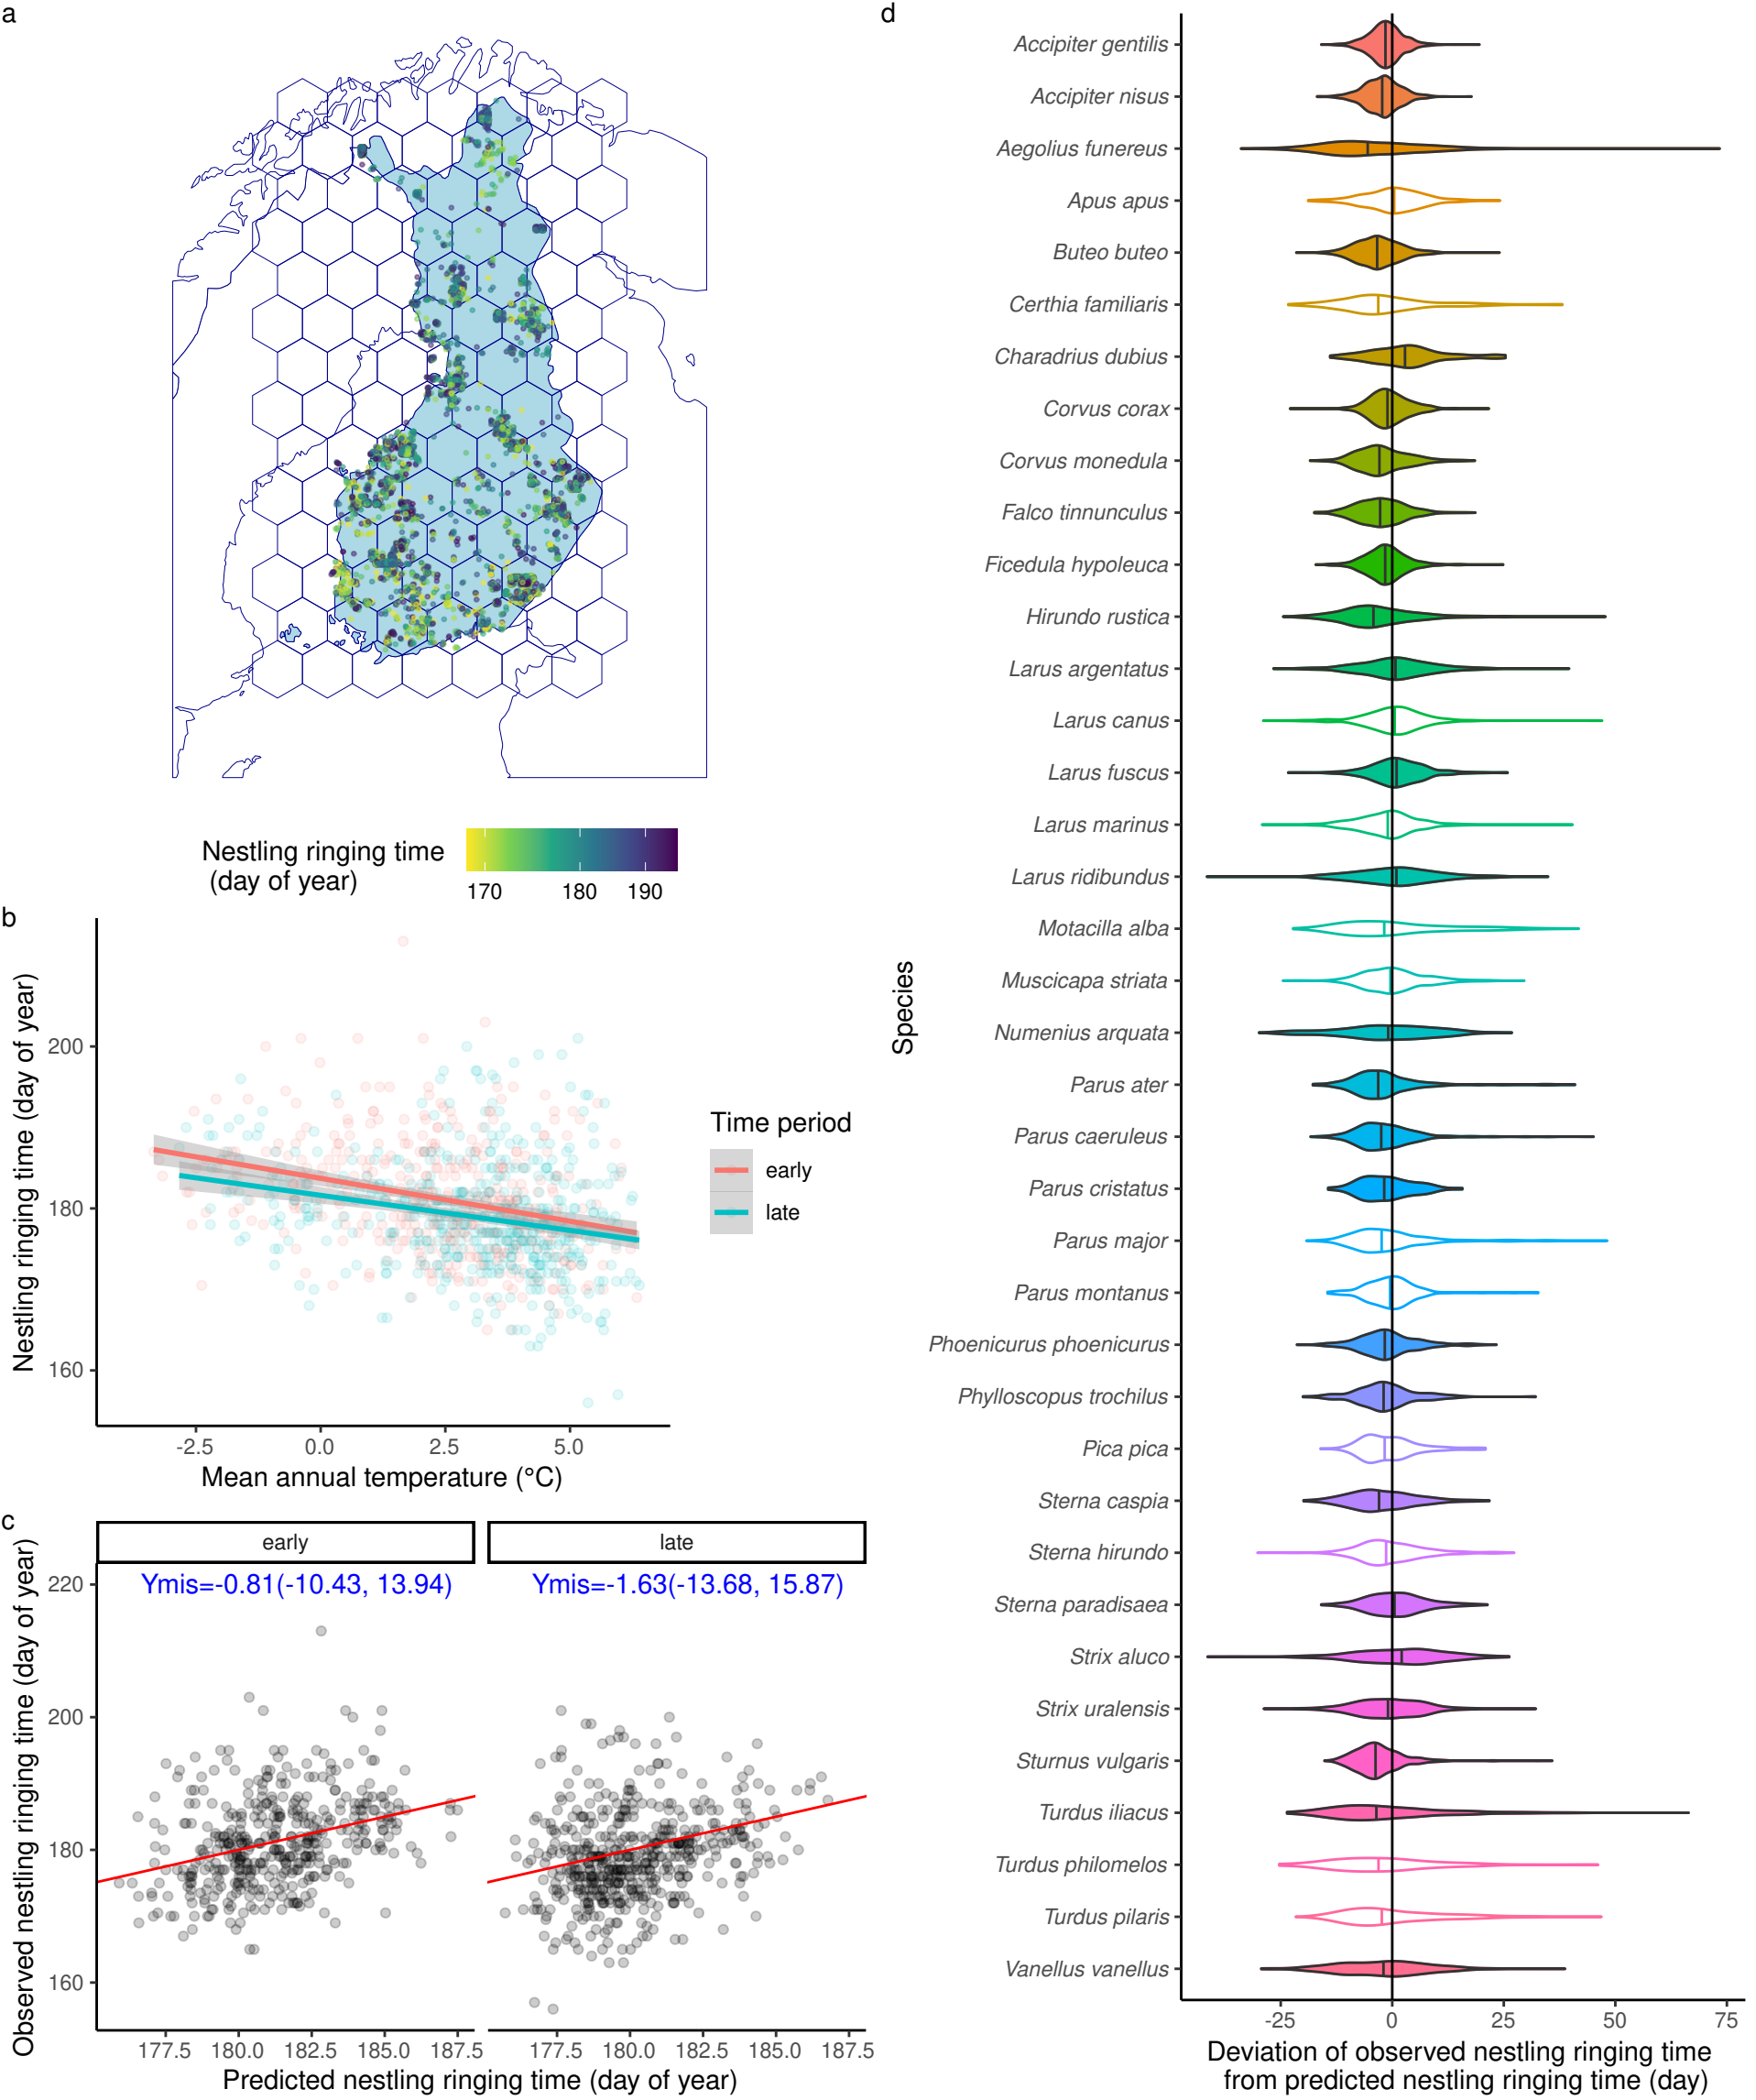 a
Nestling ringing time
(day of year)
170 180 190
b
Nestling ringing time (day of year)
200
180
160
-2.5 0.0 2.5 5.0
Mean annual temperature (°C)
Time period
early
late
c
early late
Ymis=-0.81(-10.43, 13.94) Ymis=-1.63(-13.68, 15.87)
Observed nestling ringing time (day of year)
220
200
180
160
177.5 180.0 182.5 185.0 187.5 177.5 180.0 182.5 185.0 187.5
Predicted nestling ringing time (day of year)
d
Species
Accipiter gentilis
Accipiter nisus
Aegolius funereus
Apus apus
Buteo buteo
Certhia familiaris
Charadrius dubius
Corvus corax
Corvus monedula
Falco tinnunculus
Ficedula hypoleuca
Hirundo rustica
Larus argentatus
Larus canus
Larus fuscus
Larus marinus
Larus ridibundus
Motacilla alba
Muscicapa striata
Numenius arquata
Parus ater
Parus caeruleus
Parus cristatus
Parus major
Parus montanus
Phoenicurus phoenicurus
Phylloscopus trochilus
Pica pica
Sterna caspia
Sterna hirundo
Sterna paradisaea
Strix aluco
Strix uralensis
Sturnus vulgaris
Turdus iliacus
Turdus philomelos
Turdus pilaris
Vanellus vanellus
-25 0 25 50 75
Deviation of observed nestling ringing time
from predicted nestling ringing time (day)